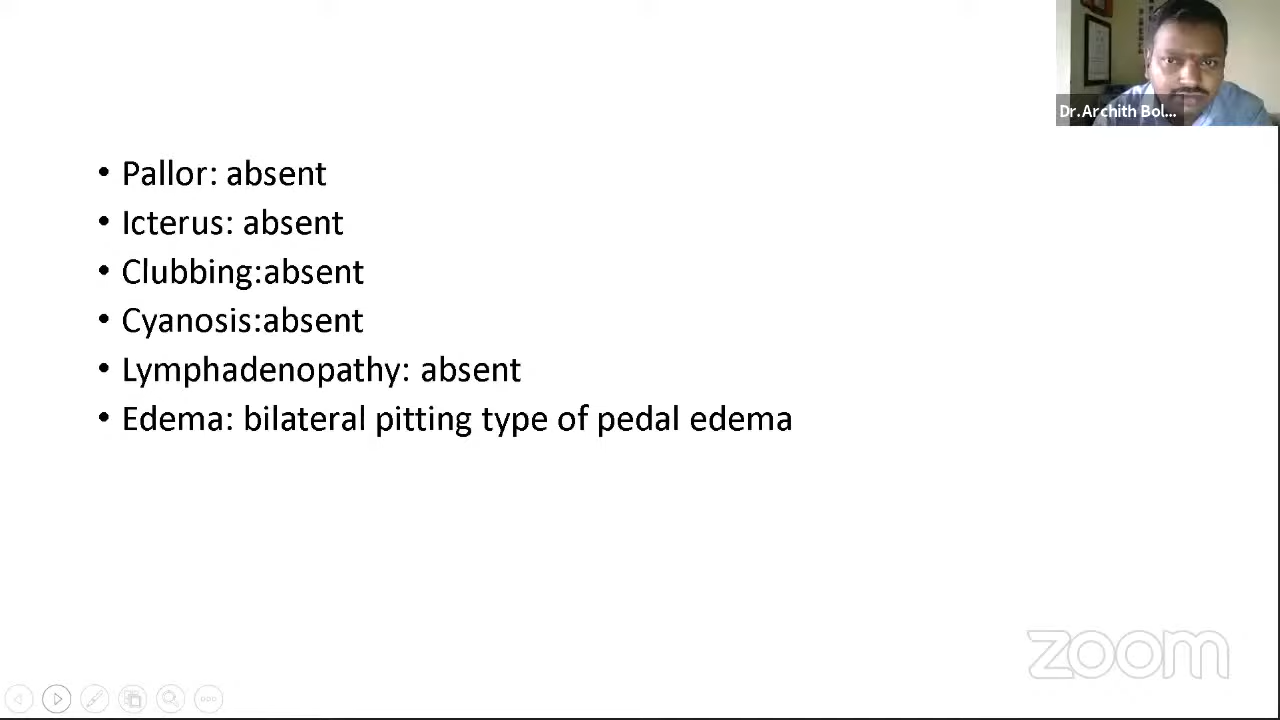 Dr.Archith Bol...
• Pallor: absent
• Icterus: absent
• Clubbing:absent
• Cyanosis:absent
• Lymphadenopathy: absent
• Edema: bilateral pitting type of pedal edema
zoom